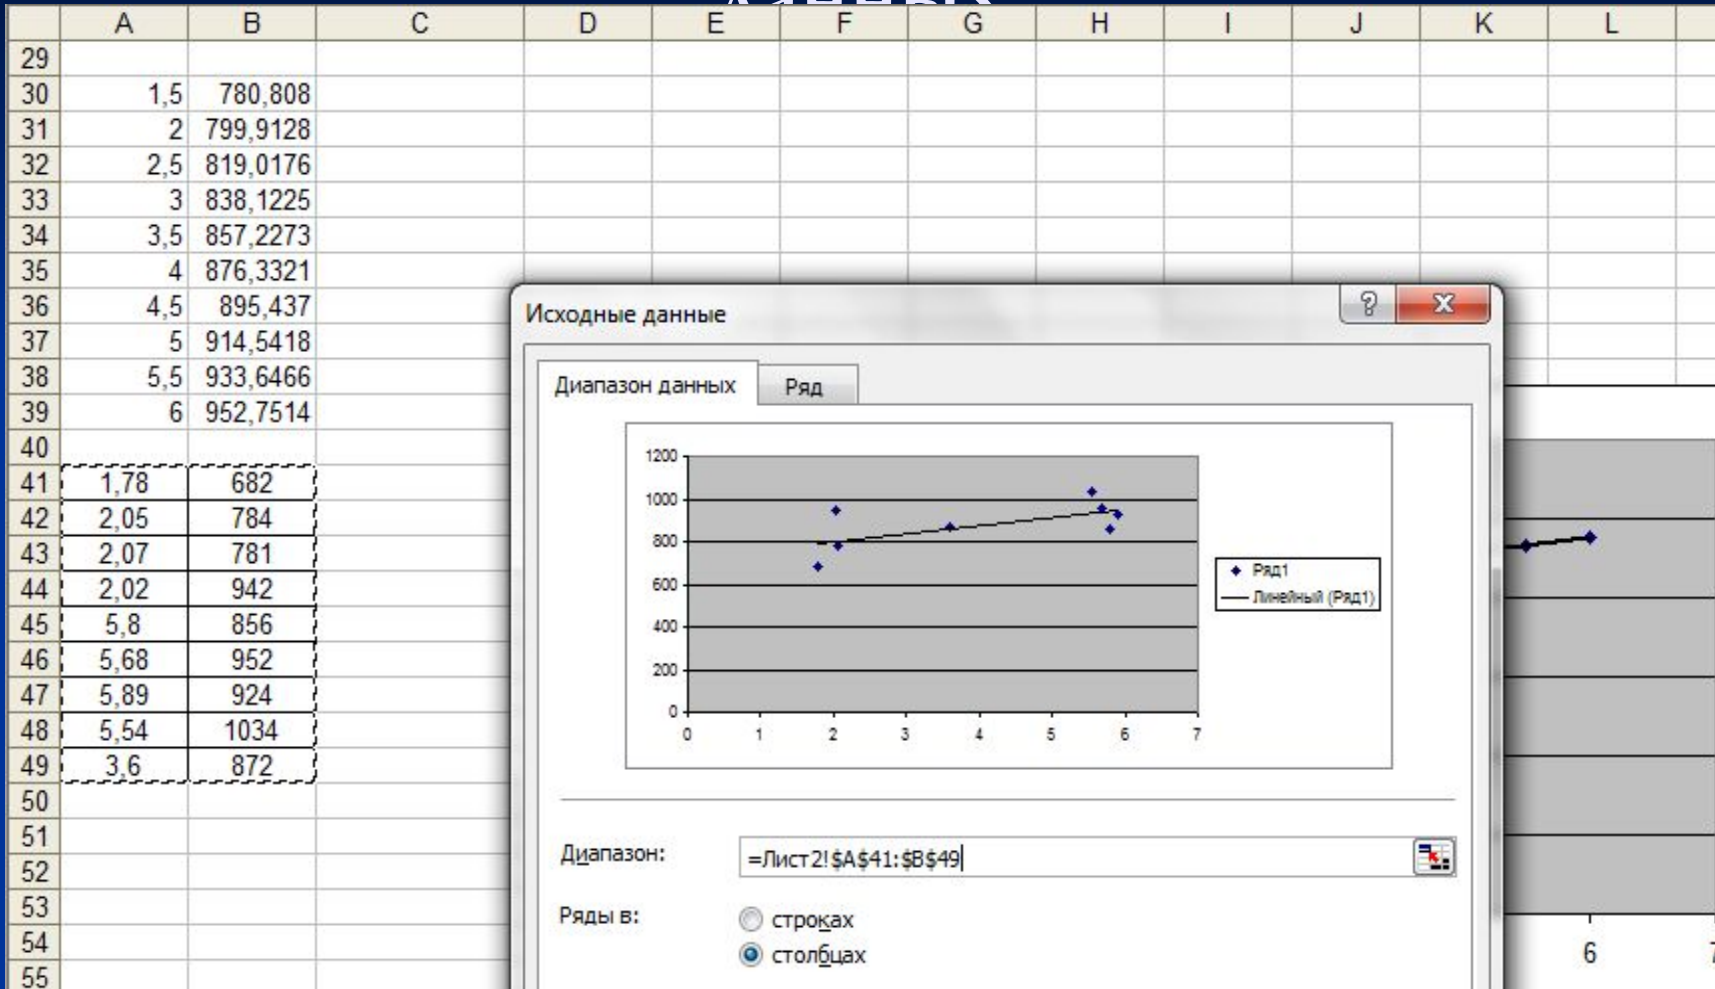 A B C D E F G H I J K L
29
30 1,5 780,808
31 2 799,9128
32 2,5 819,0176
33 3 838,1225
34 3,5 857,2273
35 4 876,3321
36 4,5 895,437
37 5 914,5418
38 5,5 933,6466
39 6 952,7514
40
41 1,78 682
42 2,05 784
43 2,07 781
44 2,02 942
45 5,8 856
46 5,68 952
47 5,89 924
48 5,54 1034
49 3,6 872
50
51
52
53
54
55
Исходные данные
Диапазон данных Ряд
1200
1000
800
600
400
200
0
0 1 2 3 4 5 6 7
Ряд1
Линейный (Ряд1)
Диапазон: =Лист2!$A$41:$B$49
Ряды в: строках
столбцах
6